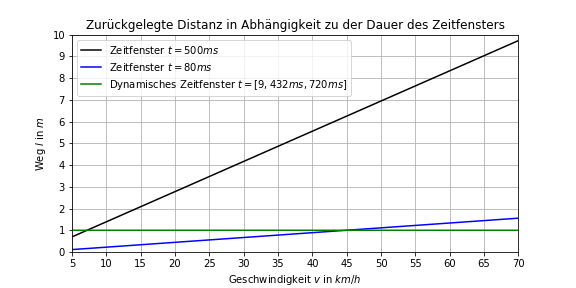 Zurückgelegte Distanz in Abhängigkeit zu der Dauer des Zeitfensters
10
9
8
7
6
5
4
3
2
1
0
Weg l in m
Zeitfenster t = 500ms
Zeitfenster t = 80ms
Dynamisches Zeitfenster t = [9, 432ms, 720ms]
5 10 15 20 25 30 35 40 45 50 55 60 65 70
Geschwindigkeit v in km/h